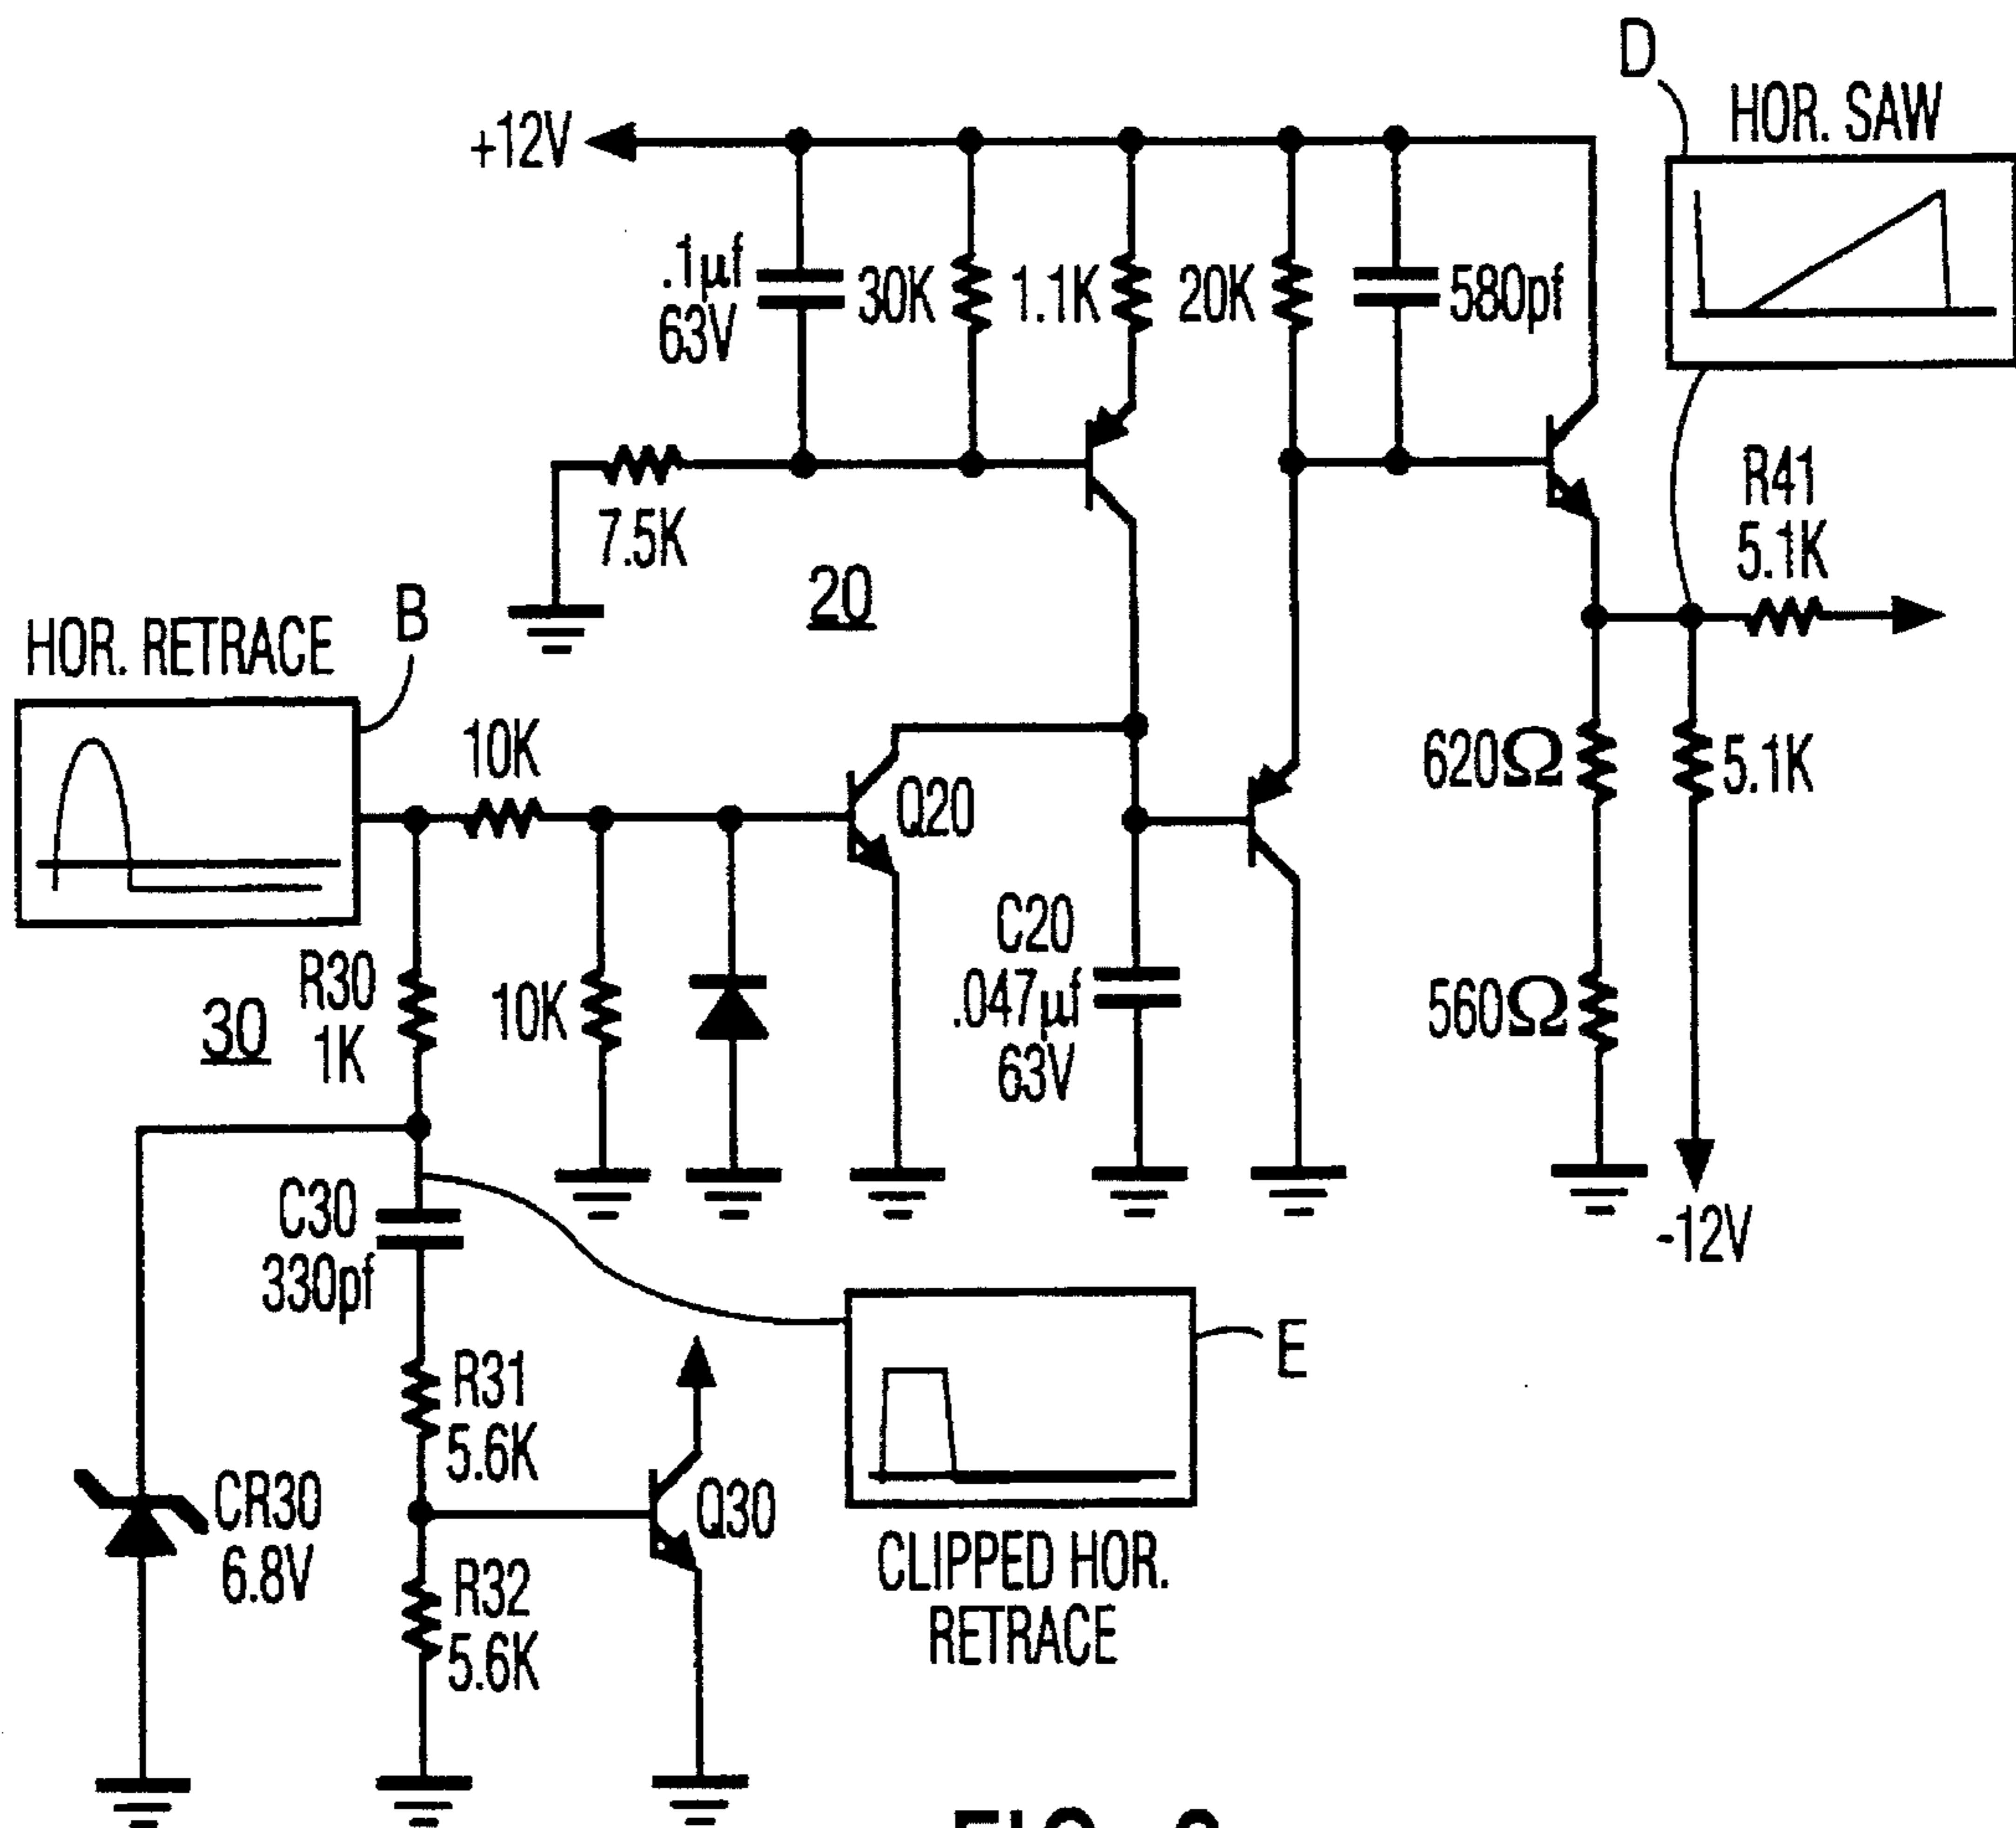 D
HOR. SAW
+12V
.1µf
63V
30K
1.1K
20K
580pf
R41
5.1K
7.5K
20
B
HOR. RETRACE
10K
Q20
620Ω
5.1K
C20
.047µf
63V
R30
1K
30
10K
560Ω
-12V
C30
330pf
E
R31
5.6K
Q30
CR30
6.8V
CLIPPED HOR.
RETRACE
R32
5.6K